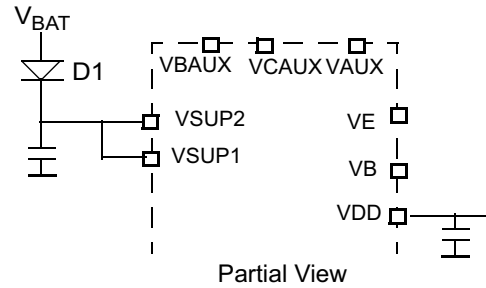 VBAT
D1
VBAUX VCAUX VAUX
VSUP2
VE
VSUP1
VB
VDD
Partial View